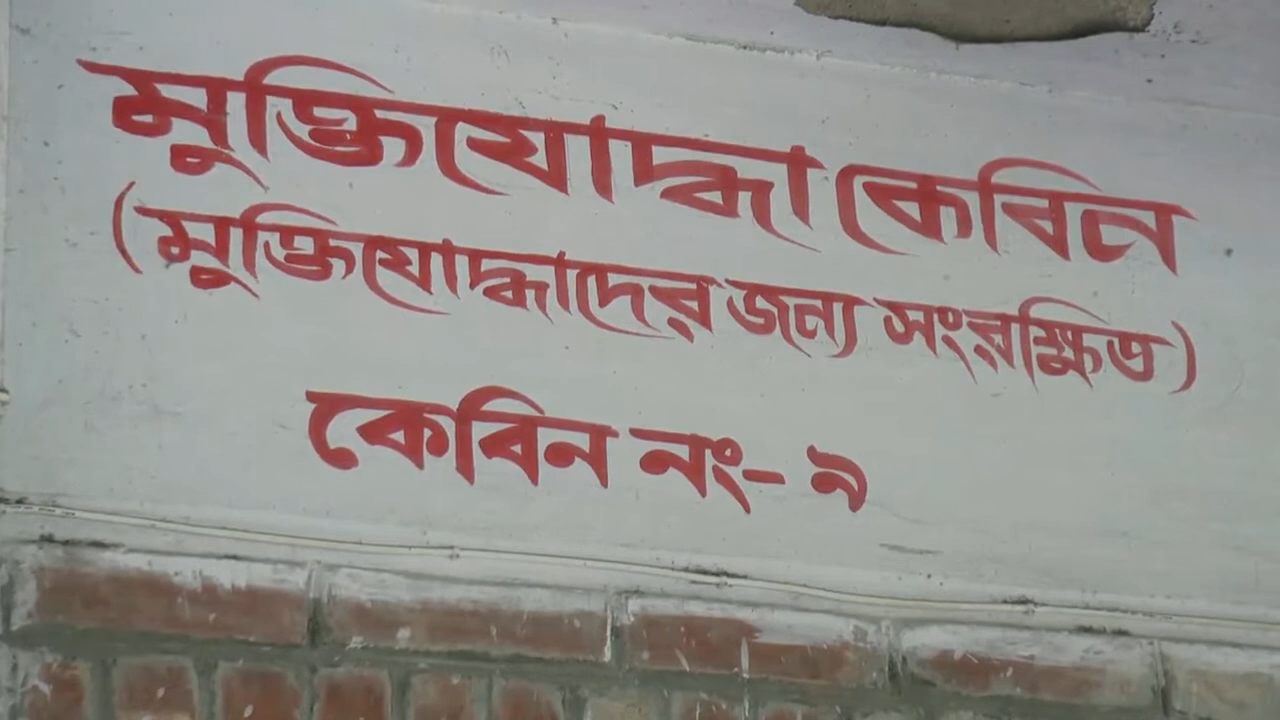 মুক্তিযোদ্ধা কেবিন
(মুক্তিযোদ্ধাদের জন্য সংরক্ষিত)
কেবিন নং- ৯